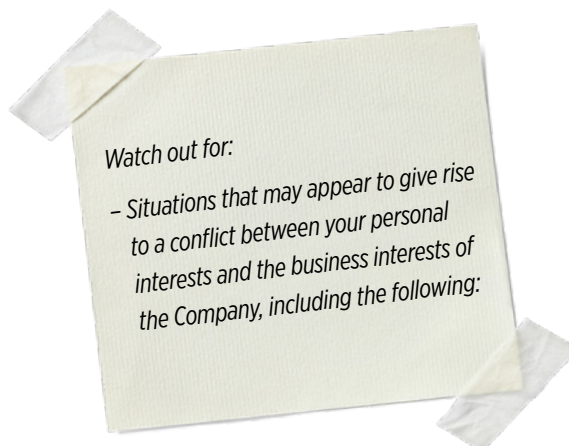 Watch out for:
– Situations that may appear to give rise
to a conflict between your personal
interests and the business interests of
the Company, including the following: